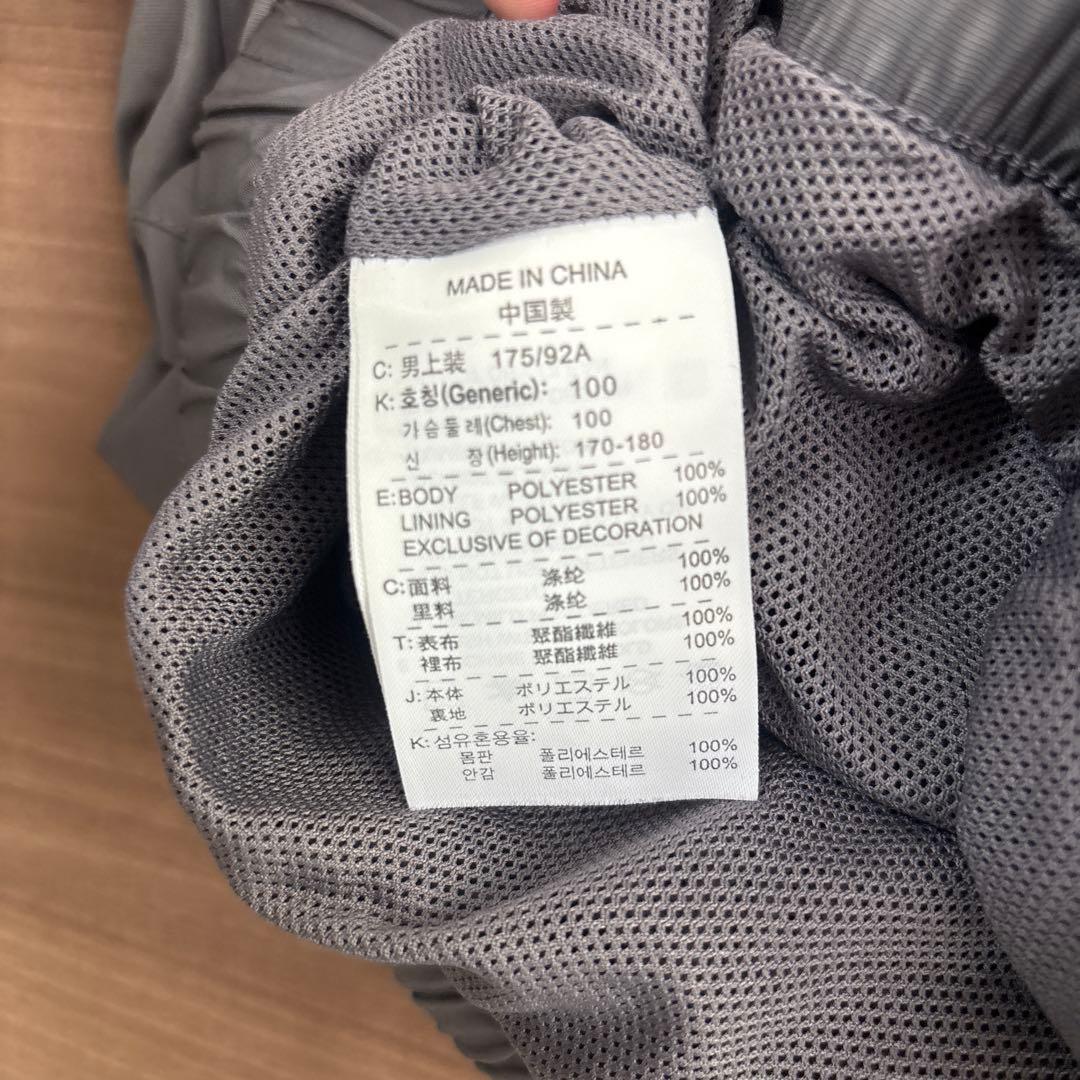 MADE IN CHINA
中国製
C: 男上装 175/92A
K: 호칭(Generic): 100
가슴둘레(Chest): 100
신 장(Height): 170-180
E: BODY POLYESTER 100%
LINING POLYESTER 100%
EXCLUSIVE OF DECORATION
C: 面料 涤纶 100%
里料 涤纶 100%
T: 表布 聚酯纖維 100%
裡布 聚酯纖維 100%
J: 本体 ポリエステル 100%
裏地 ポリエステル 100%
K: 섬유혼용율:
몸판 폴리에스테르 100%
안감 폴리에스테르 100%